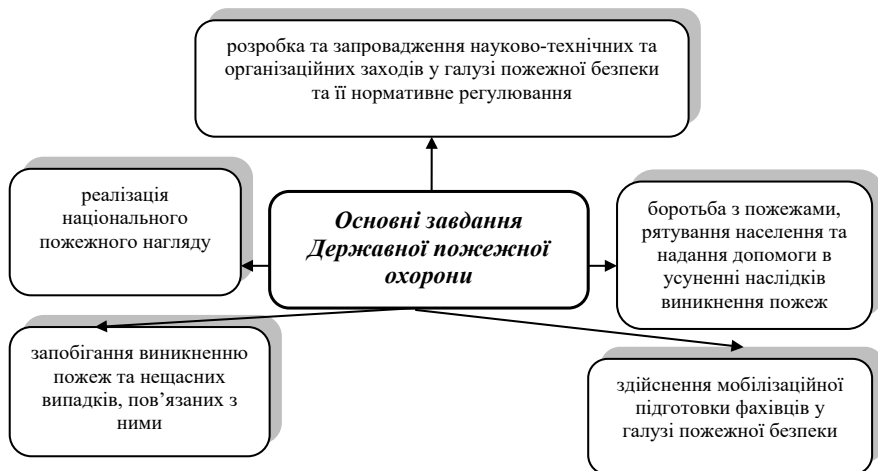 розробка та запровадження науково-технічних та
організаційних заходів у галузі пожежної безпеки
та її нормативне регулювання
реалізація
національного
пожежного нагляду
Основні завдання
Державної пожежної
охорони
боротьба з пожежами,
рятування населення та
надання допомоги в
усуненні наслідків
виникнення пожеж
запобігання виникненню
пожеж та нещасних
випадків, пов’язаних з
ними
здійснення мобілізаційної
підготовки фахівців у
галузі пожежної безпеки